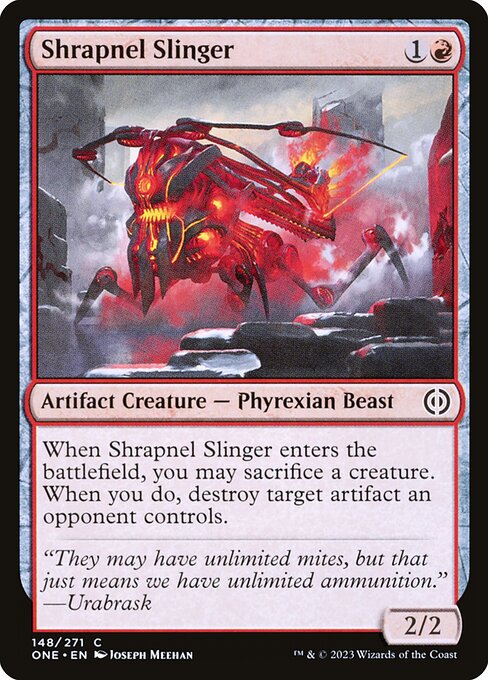 Shrapnel Slinger 1
Artifact Creature — Phyrexian Beast
When Shrapnel Slinger enters the
battlefield, you may sacrifice a creature.
When you do, destroy target artifact an
opponent controls.
“They may have unlimited mites, but that
just means we have unlimited ammunition.”
—Urabrask
2/2
148/271 C
ONE • EN Joseph Meehan
™ & © 2023 Wizards of the Coast